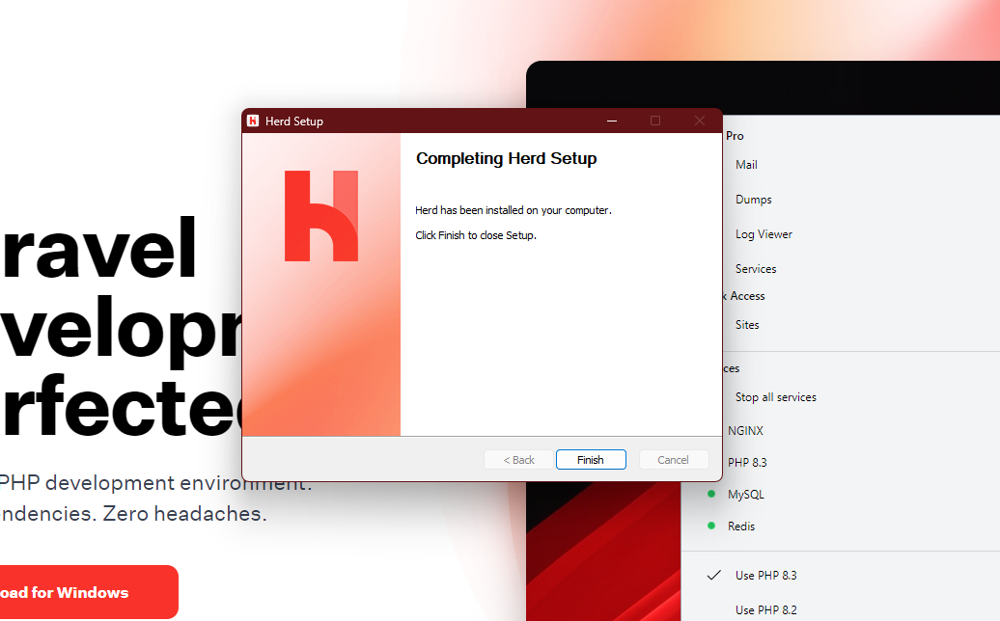 Herd Setup
Completing Herd Setup
Herd has been installed on your computer.
Click Finish to close Setup.
< Back
Finish
Cancel
ravel
velopm
rfected
PHP development environment.
ndencies. Zero headaches.
oad for Windows
Pro
Mail
Dumps
Log Viewer
Services
k Access
Sites
ces
Stop all services
NGINX
PHP 8.3
MySQL
Redis
Use PHP 8.3
Use PHP 8.2